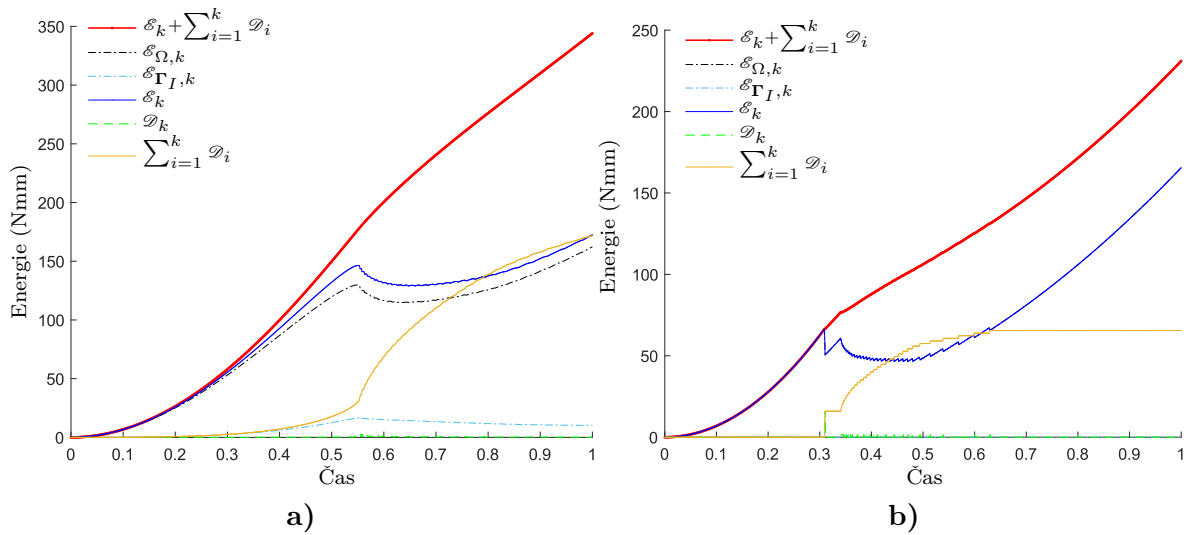 ℰ_k+∑_{i=1}^{k} 𝒟_i
ℰ_{Ω,k}
ℰ_{Γ_I,k}
ℰ_k
𝒟_k
∑_{i=1}^{k} 𝒟_i
350
300
250
200
150
100
50
0
Energie (Nmm)
0 0.1 0.2 0.3 0.4 0.5 0.6 0.7 0.8 0.9 1
Čas
a)
ℰ_k+∑_{i=1}^{k} 𝒟_i
ℰ_{Ω,k}
ℰ_{Γ_I,k}
ℰ_k
𝒟_k
∑_{i=1}^{k} 𝒟_i
250
200
150
100
50
0
Energie (Nmm)
0 0.1 0.2 0.3 0.4 0.5 0.6 0.7 0.8 0.9 1
Čas
b)